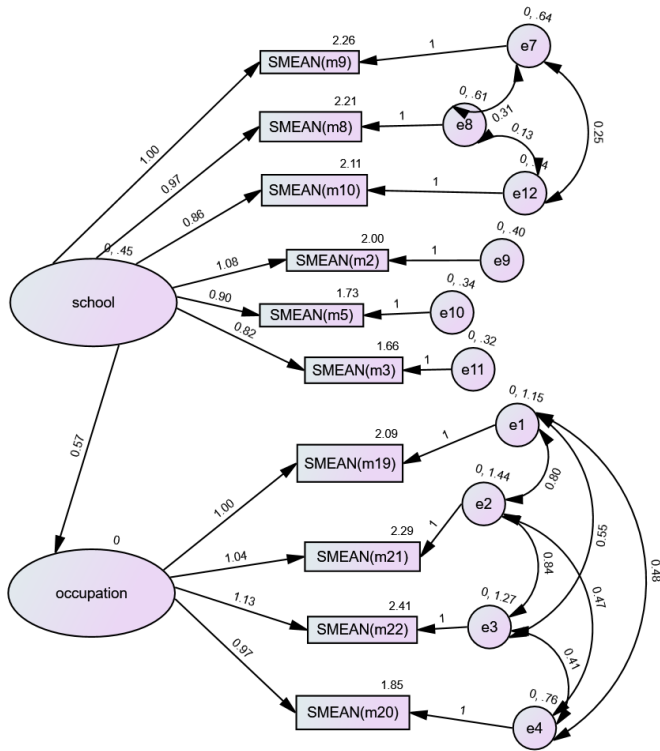 0, .64
2.26
SMEAN(m9)
1
e7
0, .61
0.31
2.21
SMEAN(m8)
1
e8
0.13
0.25
1.00
0.97
2.11
SMEAN(m10)
1
e12
0.86
0, .45
2.00
SMEAN(m2)
1
0, .40
e9
1.08
school
0.90
1.73
SMEAN(m5)
1
0, .34
e10
0.82
1.66
SMEAN(m3)
1
0, .32
e11
0.57
0, 1.15
e1
2.09
SMEAN(m19)
1
0.80
0, 1.44
e2
1.00
2.29
SMEAN(m21)
1
0.55
0.48
0
1.04
0.84
0.47
occupation
1.13
2.41
SMEAN(m22)
1
0, 1.27
e3
0.41
0.97
1.85
SMEAN(m20)
1
0, .76
e4